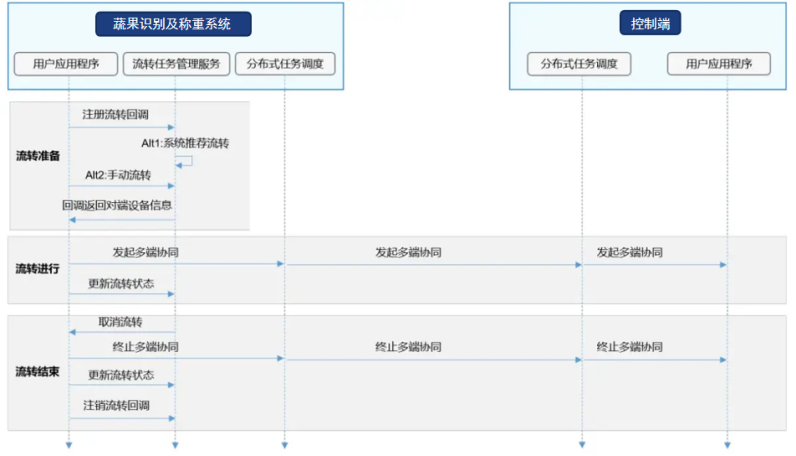 蔬果识别及称重系统
控制端
用户应用程序
流转任务管理服务
分布式任务调度
分布式任务调度
用户应用程序
流转准备
注册流转回调
Alt1:系统推荐流转
Alt2:手动流转
回调返回对端设备信息
流转进行
发起多端协同
发起多端协同
发起多端协同
更新流转状态
流转结束
取消流转
终止多端协同
终止多端协同
终止多端协同
更新流转状态
注销流转回调